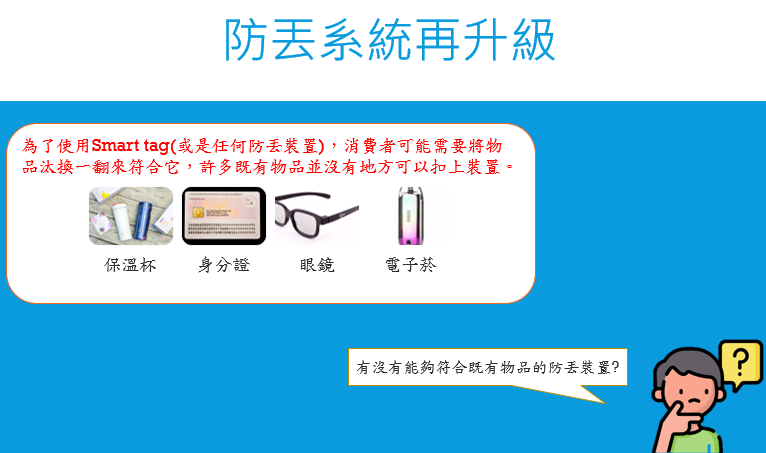 防丟系統再升級
為了使用Smart tag(或是任何防丟裝置)，消費者可能需要將物
品汰換一翻來符合它，許多既有物品並沒有地方可以扣上裝置。
保溫杯 身分證 眼鏡 電子菸
有沒有能夠符合既有物品的防丟裝置?
?